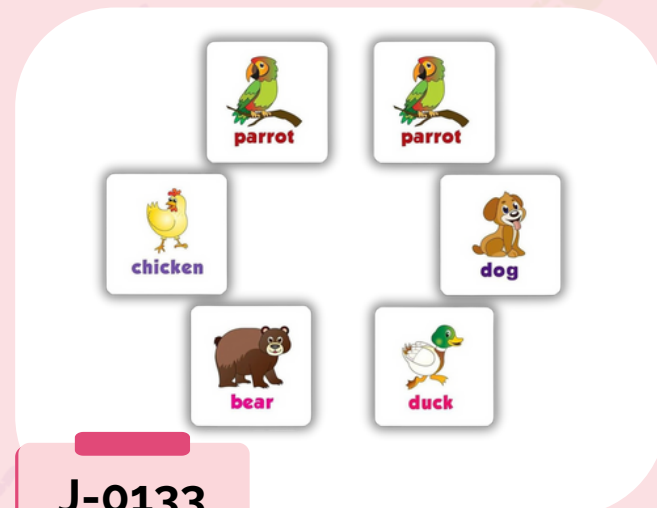 parrot
parrot
chicken
dog
bear
duck
J-0133